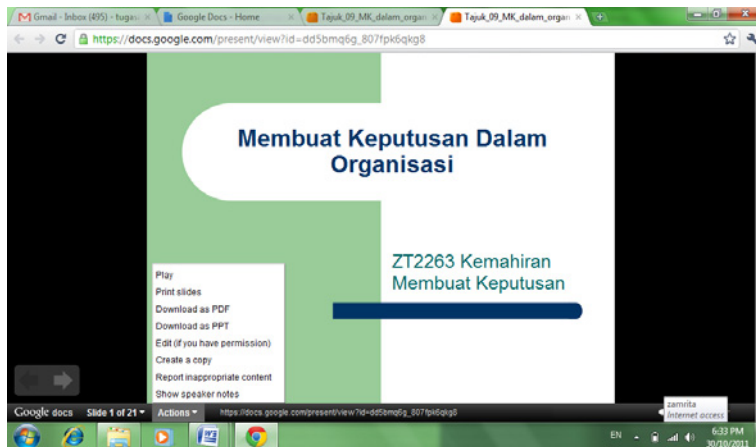 Gmail - Inbox (495) - tugas
Google Docs - Home
Tajuk_09_MK_dalam_organ
Tajuk_09_MK_dalam_organ
https://docs.google.com/present/view?id=dd5bmq6g_807fpk6qkg8
Membuat Keputusan Dalam
Organisasi
ZT2263 Kemahiran
Membuat Keputusan
Play
Print slides
Download as PDF
Download as PPT
Edit (if you have permission)
Create a copy
Report inappropriate content
Show speaker notes
Google docs Slide 1 of 21 Actions https://docs.google.com/present/view?id=dd5bmq6g_807fpk6qkg8
zamrita
Internet access
EN 6:33 PM
30/10/2011